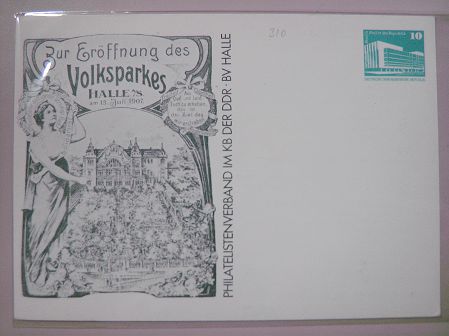 Zur Eröffnung des
Volksparkes
HALLE a/S
am 13. Juli 1907.
PHILATELISTENVERBAND IM KB DER DDR · BV HALLE
310
10